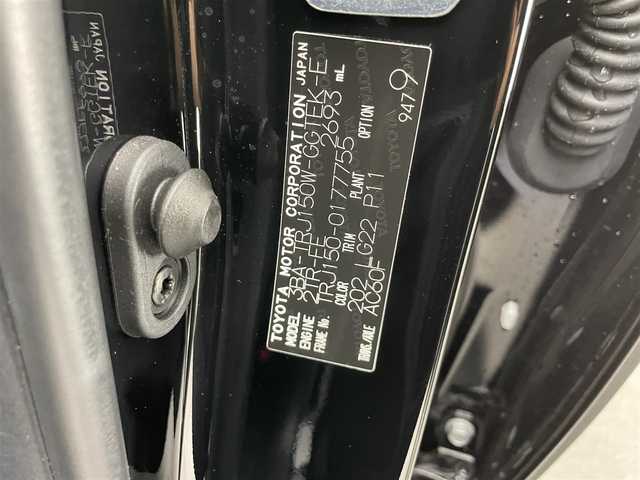 TOYOTA MOTOR CORPORATION JAPAN
MODEL 3BA-TRJ150W-GGTEK-E
ENGINE 2TR-FE 2693 mL
FRAME No. TRJ150-0177755
COLOR TRIM PLANT OPTION
202 LG22 P11
TRANS/AXLE AC60F
9479